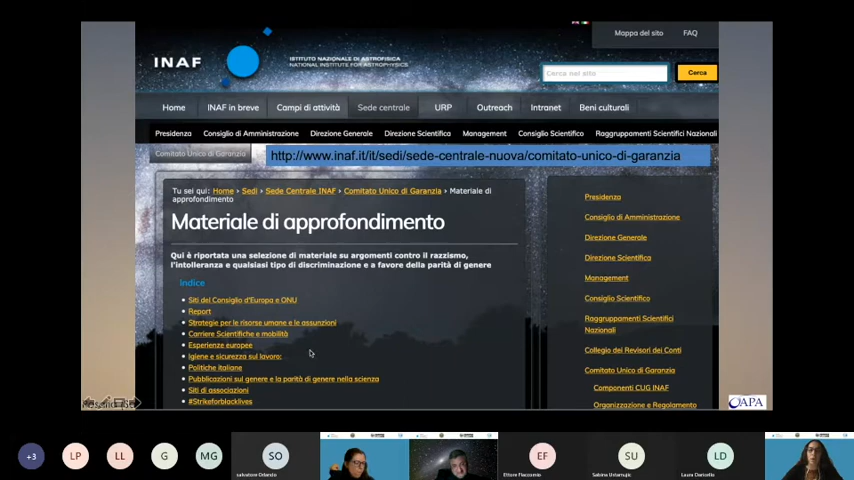 Mappa del sito FAQ
INAF
ISTITUTO NAZIONALE DI ASTROFISICA
NATIONAL INSTITUTE FOR ASTROPHYSICS
Cerca nel sito
Cerca
Home INAF in breve Campi di attività Sede centrale URP Outreach Intranet Beni culturali
Presidenza Consiglio di Amministrazione Direzione Generale Direzione Scientifica Management Consiglio Scientifico Raggruppamenti Scientifici Nazionali
Comitato Unico di Garanzia
http://www.inaf.it/it/sedi/sede-centrale-nuova/comitato-unico-di-garanzia
Tu sei qui: Home › Sedi › Sede Centrale INAF › Comitato Unico di Garanzia › Materiale di
approfondimento
Materiale di approfondimento
Qui è riportata una selezione di materiale su argomenti contro il razzismo,
l'intolleranza e qualsiasi tipo di discriminazione e a favore della parità di genere
Indice
Siti del Consiglio d'Europa e ONU
Report
Strategie per le risorse umane e le assunzioni
Carriere Scientifiche e mobilità
Esperienze europee
Igiene e sicurezza sul lavoro:
Politiche italiane
Pubblicazioni sul genere e la parità di genere nella scienza
Siti di associazioni
#Strikeforblacklives
Presidenza
Consiglio di Amministrazione
Direzione Generale
Direzione Scientifica
Management
Consiglio Scientifico
Raggruppamenti Scientifici
Nazionali
Collegio dei Revisori dei Conti
Comitato Unico di Garanzia
Componenti CUG INAF
Organizzazione e Regolamento
OAPA
+3 LP LL G MG SO EF SU LD
salvatore Orlando
Ettore Flaccomio
Sabina Ustamujic
Laura Daricello